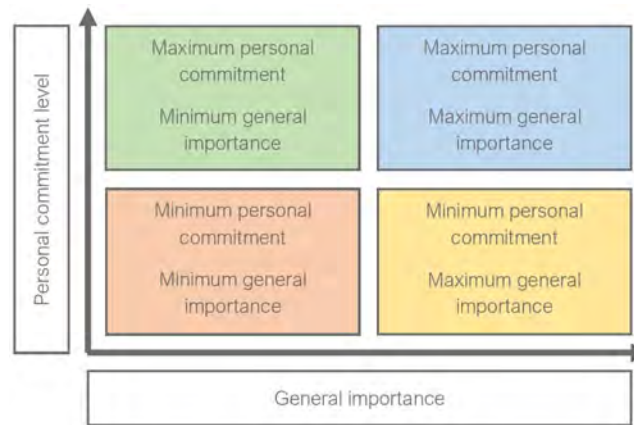 Personal commitment level
Maximum personal
commitment
Minimum general
importance
Maximum personal
commitment
Maximum general
importance
Minimum personal
commitment
Minimum general
importance
Minimum personal
commitment
Maximum general
importance
General importance